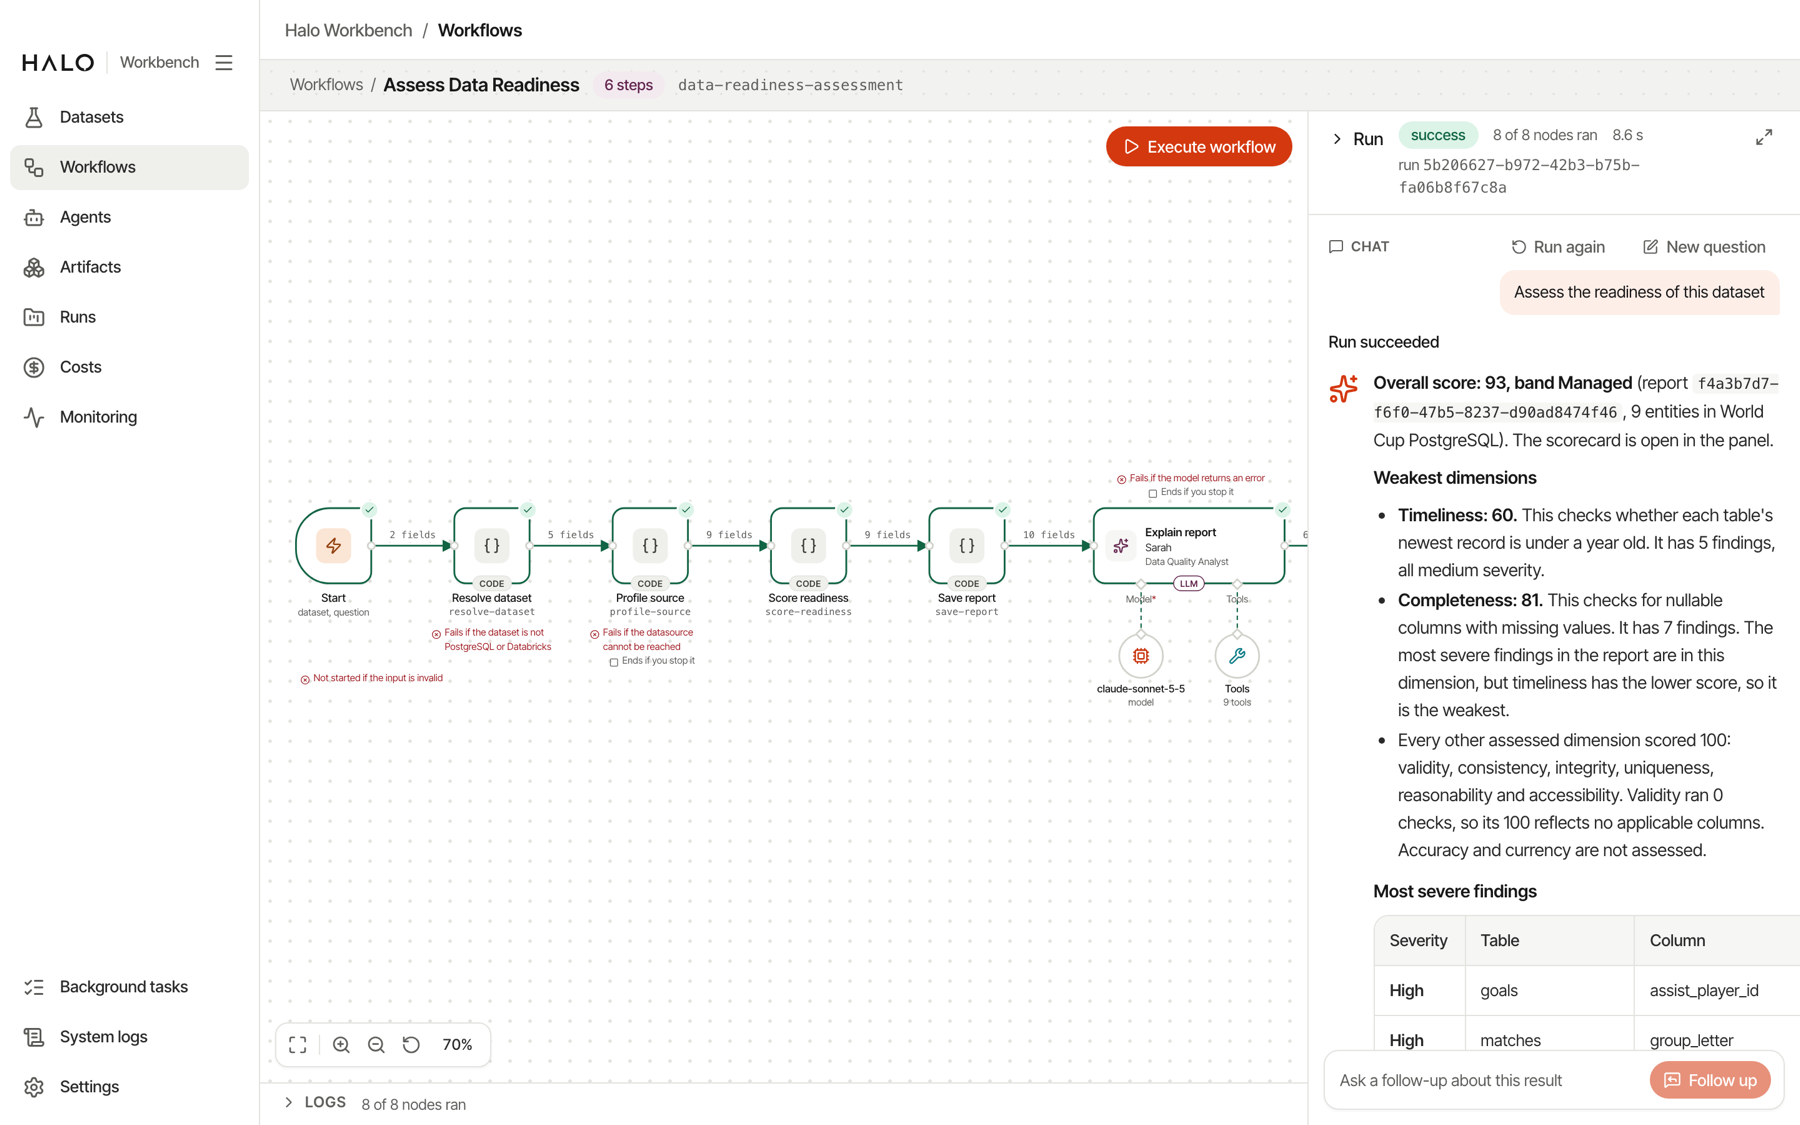 HALO Workbench
Datasets
Workflows
Agents
Artifacts
Runs
Costs
Monitoring
Background tasks
System logs
Settings
Halo Workbench / Workflows
Workflows / Assess Data Readiness 6 steps data-readiness-assessment
Execute workflow
Fails if the model returns an error
Ends if you stop it
2 fields
5 fields
9 fields
9 fields
10 fields
6
Start
dataset, question
Not started if the input is invalid
CODE
Resolve dataset
resolve-dataset
Fails if the dataset is not
PostgreSQL or Databricks
CODE
Profile source
profile-source
Fails if the datasource
cannot be reached
Ends if you stop it
CODE
Score readiness
score-readiness
CODE
Save report
save-report
Explain report
Sarah
Data Quality Analyst
LLM
Model*
Tools
claude-sonnet-5-5
model
Tools
9 tools
70%
LOGS 8 of 8 nodes ran
Run success 8 of 8 nodes ran 8.6 s
run 5b206627-b972-42b3-b75b-
fa06b8f67c8a
CHAT Run again New question
Assess the readiness of this dataset
Run succeeded
Overall score: 93, band Managed (report f4a3b7d7-
f6f0-47b5-8237-d90ad8474f46, 9 entities in World
Cup PostgreSQL). The scorecard is open in the panel.
Weakest dimensions
• Timeliness: 60. This checks whether each table's
newest record is under a year old. It has 5 findings,
all medium severity.
• Completeness: 81. This checks for nullable
columns with missing values. It has 7 findings. The
most severe findings in the report are in this
dimension, but timeliness has the lower score, so it
is the weakest.
• Every other assessed dimension scored 100:
validity, consistency, integrity, uniqueness,
reasonability and accessibility. Validity ran 0
checks, so its 100 reflects no applicable columns.
Accuracy and currency are not assessed.
Most severe findings
Severity Table Column
High goals assist_player_id
High matches group_letter
Ask a follow-up about this result
Follow up